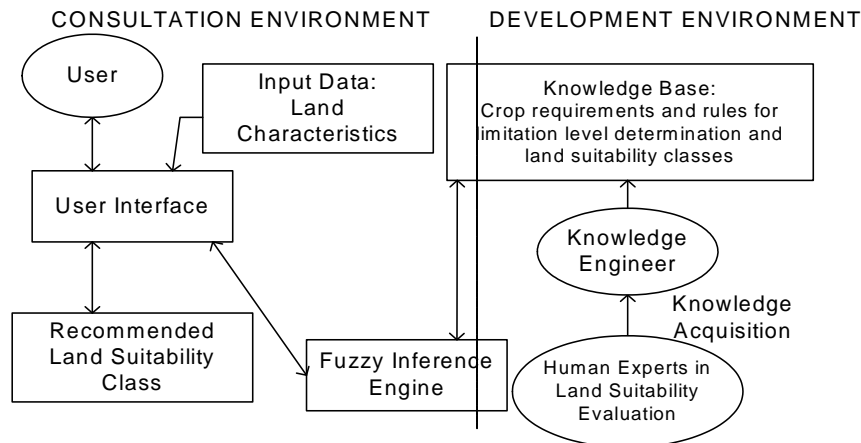 CONSULTATION ENVIRONMENT
DEVELOPMENT ENVIRONMENT
User
Input Data:
Land
Characteristics
Knowledge Base:
Crop requirements and rules for
limitation level determination and
land suitability classes
User Interface
Knowledge
Engineer
Knowledge
Acquisition
Recommended
Land Suitability
Class
Fuzzy Inference
Engine
Human Experts in
Land Suitability
Evaluation